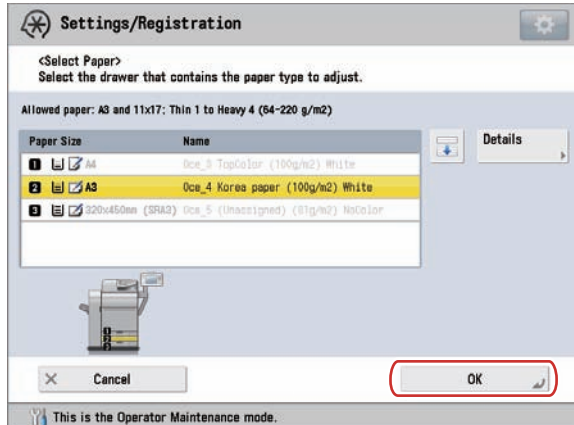 Settings/Registration
<Select Paper>
Select the drawer that contains the paper type to adjust.
Allowed paper: A3 and 11x17; Thin 1 to Heavy 4 (64-220 g/m2)
Paper Size Name Details
1 A4 Oce_3 TopColor (100g/m2) White
2 A3 Oce_4 Korea paper (100g/m2) White
3 320x450mm (SRA3) Oce_5 (Unassigned) (81g/m2) NoColor
1
2
3
Cancel OK
This is the Operator Maintenance mode.